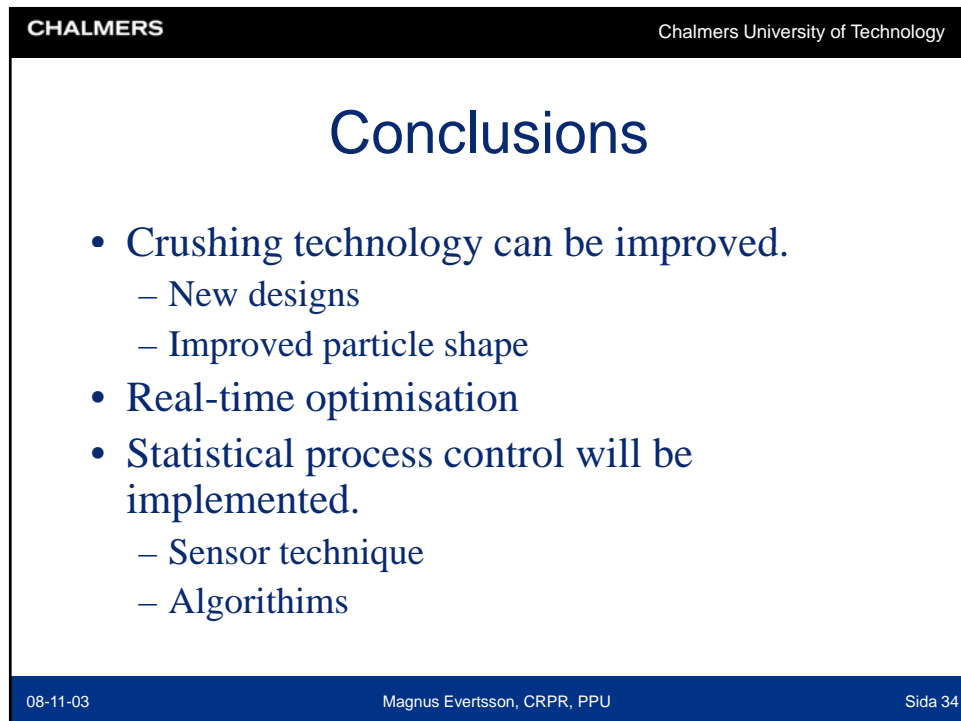 CHALMERS
Chalmers University of Technology
Conclusions
• Crushing technology can be improved.
– New designs
– Improved particle shape
• Real-time optimisation
• Statistical process control will be
implemented.
– Sensor technique
– Algorithims
08-11-03
Magnus Evertsson, CRPR, PPU
Sida 34